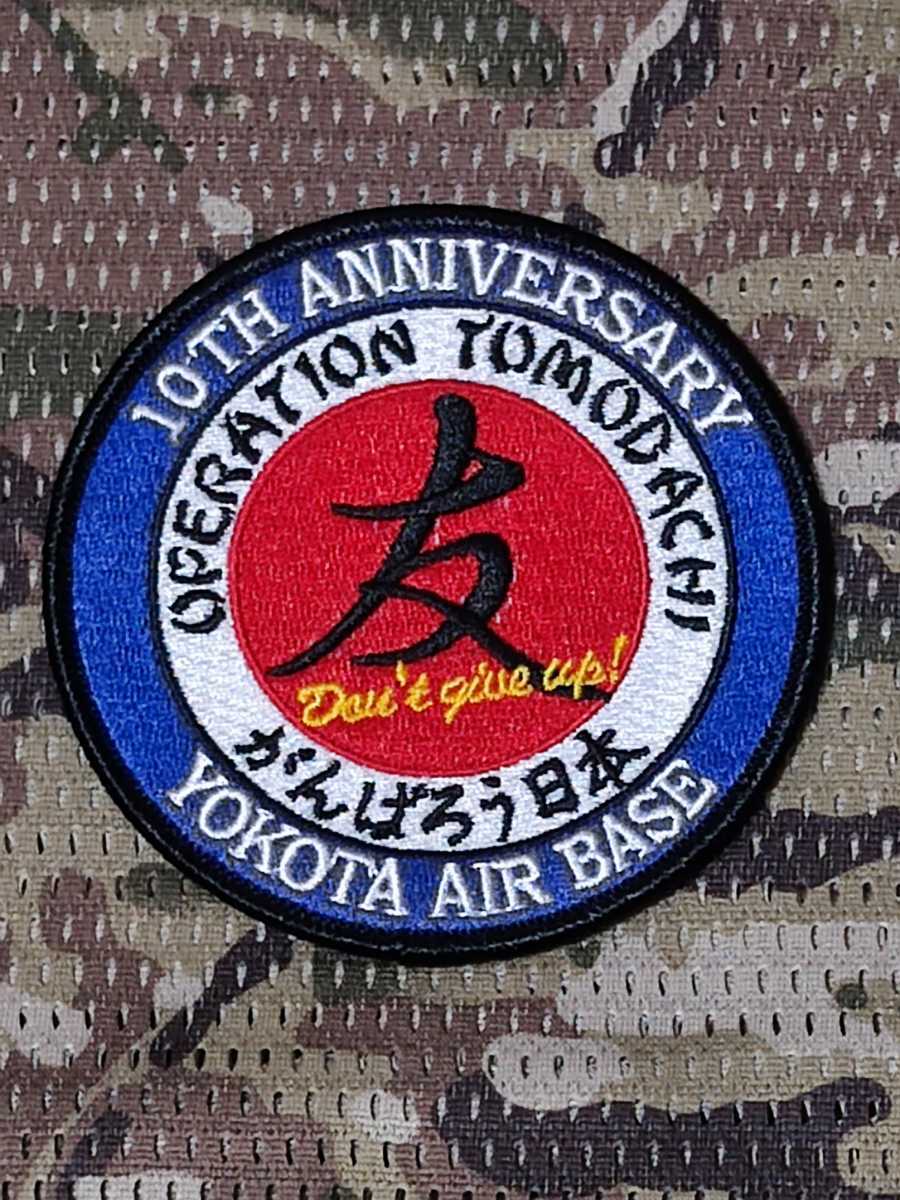 10TH ANNIVERSARY
OPERATION TOMODACHI
友
Don't give up!
がんばろう日本
YOKOTA AIR BASE